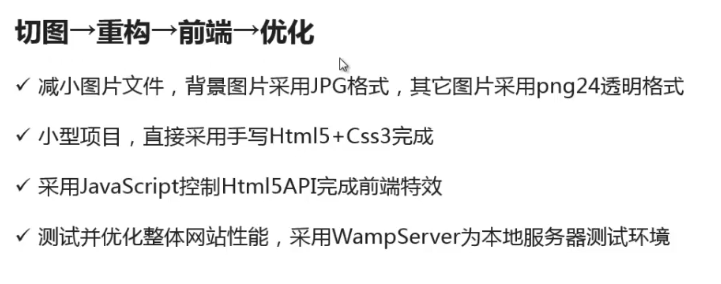 切图→重构→前端→优化
✓ 减小图片文件，背景图片采用JPG格式，其它图片采用png24透明格式
✓ 小型项目，直接采用手写Html5+Css3完成
✓ 采用JavaScript控制Html5API完成前端特效
✓ 测试并优化整体网站性能，采用WampServer为本地服务器测试环境